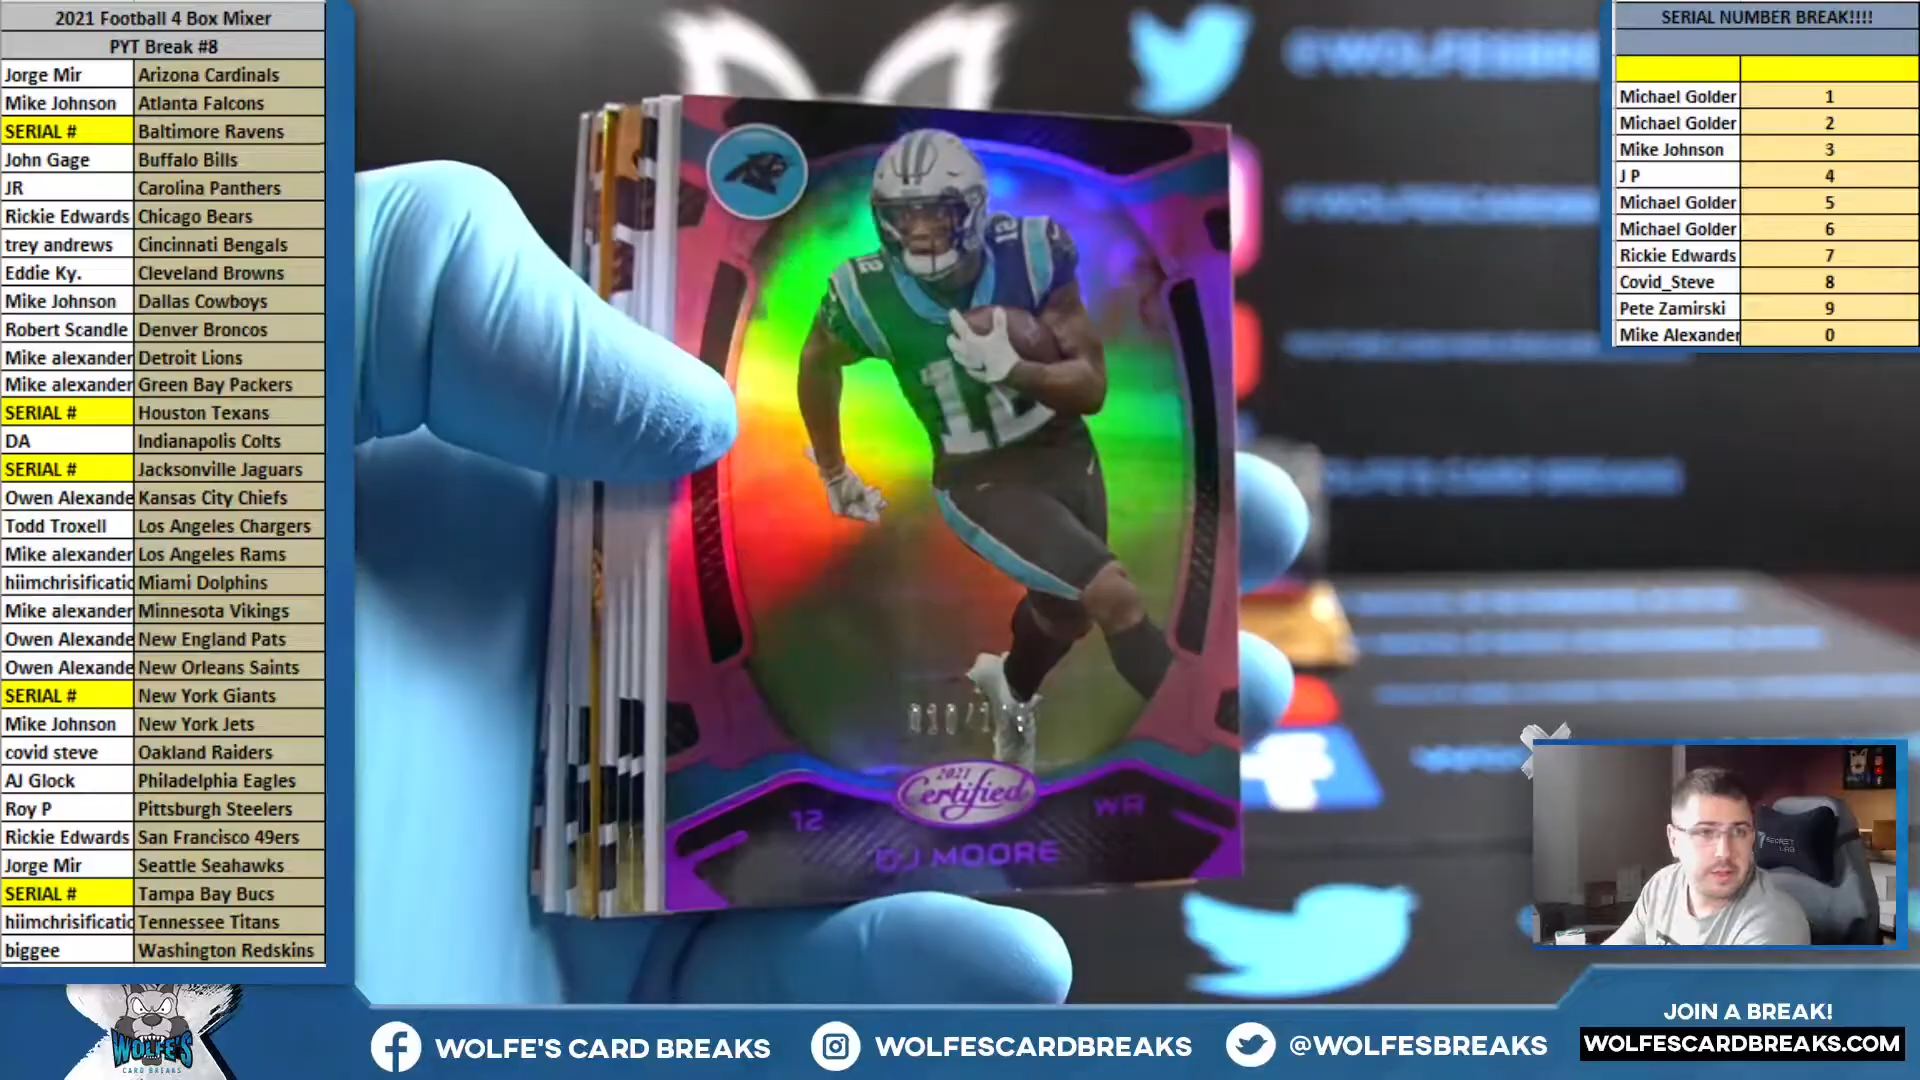 2021 Football 4 Box Mixer
PYT Break #8
Jorge Mir Arizona Cardinals
Mike Johnson Atlanta Falcons
SERIAL # Baltimore Ravens
John Gage Buffalo Bills
JR Carolina Panthers
Rickie Edwards Chicago Bears
trey andrews Cincinnati Bengals
Eddie Ky. Cleveland Browns
Mike Johnson Dallas Cowboys
Robert Scandle Denver Broncos
Mike alexander Detroit Lions
Mike alexander Green Bay Packers
SERIAL # Houston Texans
DA Indianapolis Colts
SERIAL # Jacksonville Jaguars
Owen Alexande Kansas City Chiefs
Todd Troxell Los Angeles Chargers
Mike alexander Los Angeles Rams
hiimchrisificatio Miami Dolphins
Mike alexander Minnesota Vikings
Owen Alexande New England Pats
Owen Alexande New Orleans Saints
SERIAL # New York Giants
Mike Johnson New York Jets
covid steve Oakland Raiders
AJ Glock Philadelphia Eagles
Roy P Pittsburgh Steelers
Rickie Edwards San Francisco 49ers
Jorge Mir Seattle Seahawks
SERIAL # Tampa Bay Bucs
hiimchrisificatio Tennessee Titans
biggee Washington Redskins
SERIAL NUMBER BREAK!!!!
Michael Golder 1
Michael Golder 2
Mike Johnson 3
J P 4
Michael Golder 5
Michael Golder 6
Rickie Edwards 7
Covid_Steve 8
Pete Zamirski 9
Mike Alexander 0
12
12
12
2021
Certified
12 WR
DJ MOORE
SECRET LAB
WOLFE'S
CARD BREAKS
WOLFE'S CARD BREAKS
WOLFESCARDBREAKS
@WOLFESBREAKS
JOIN A BREAK!
WOLFESCARDBREAKS.COM